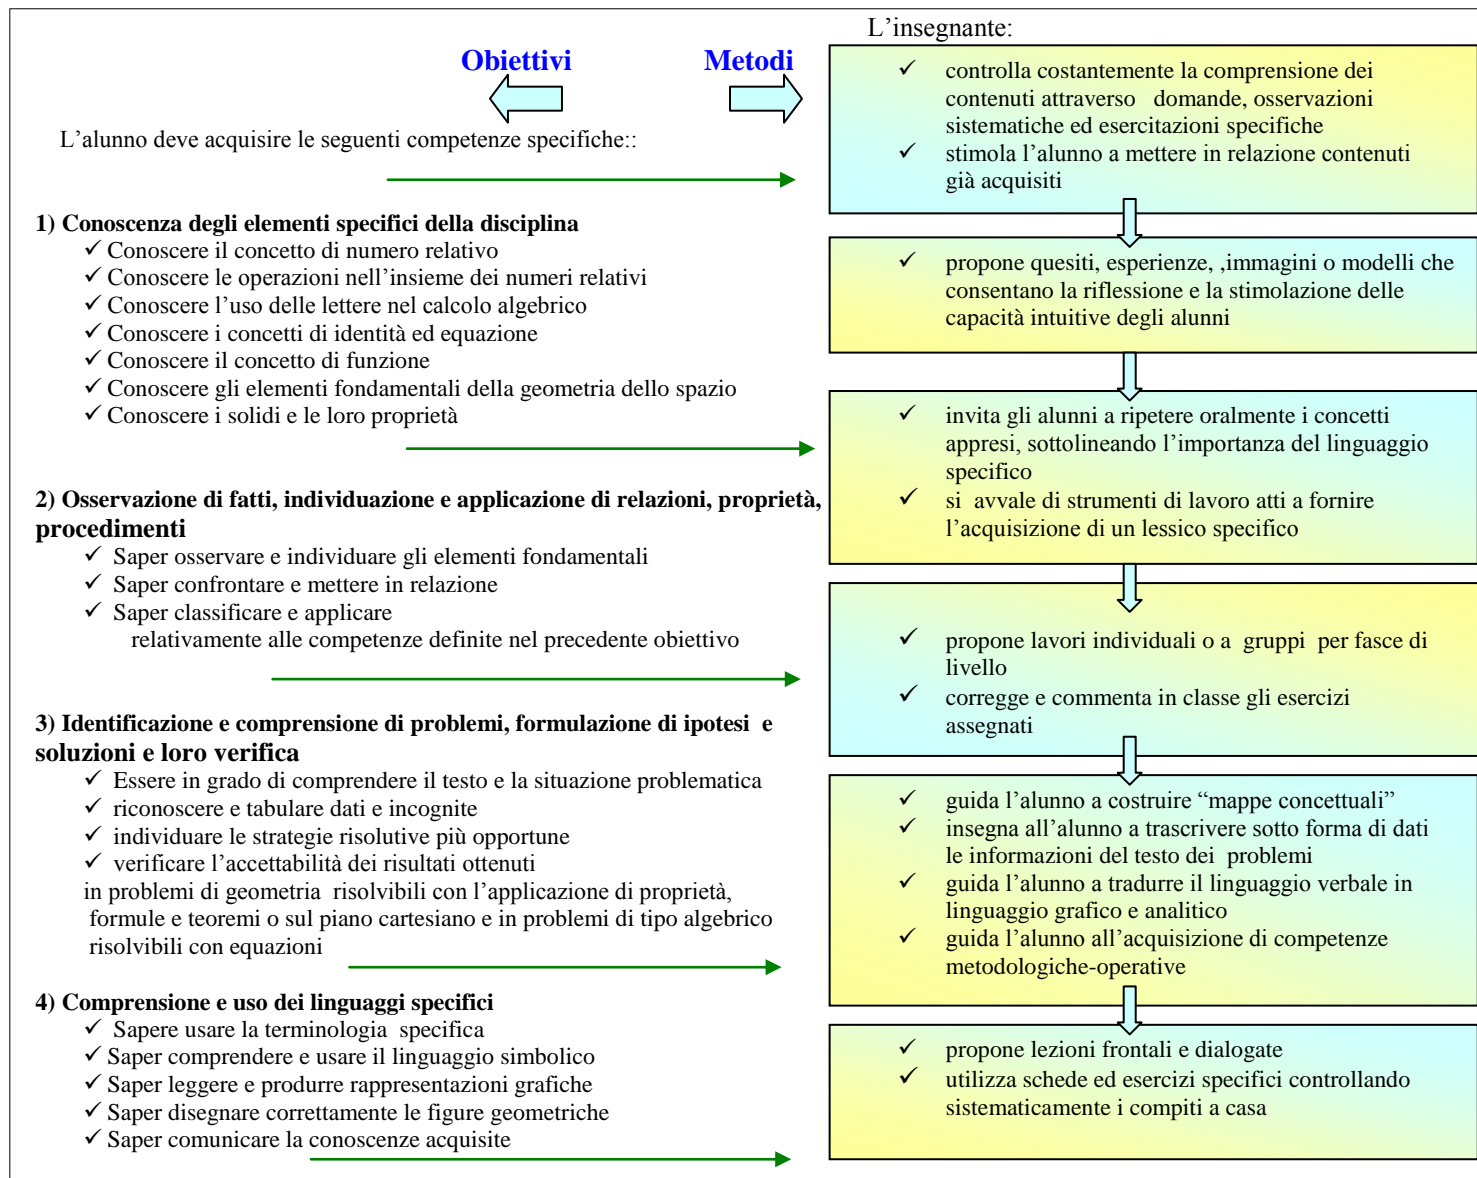 Obiettivi
Metodi
L'alunno deve acquisire le seguenti competenze specifiche::
1) Conoscenza degli elementi specifici della disciplina
✓ Conoscere il concetto di numero relativo
✓ Conoscere le operazioni nell'insieme dei numeri relativi
✓ Conoscere l'uso delle lettere nel calcolo algebrico
✓ Conoscere i concetti di identità ed equazione
✓ Conoscere il concetto di funzione
✓ Conoscere gli elementi fondamentali della geometria dello spazio
✓ Conoscere i solidi e le loro proprietà
2) Osservazione di fatti, individuazione e applicazione di relazioni, proprietà,
procedimenti
✓ Saper osservare e individuare gli elementi fondamentali
✓ Saper confrontare e mettere in relazione
✓ Saper classificare e applicare
relativamente alle competenze definite nel precedente obiettivo
3) Identificazione e comprensione di problemi, formulazione di ipotesi e
soluzioni e loro verifica
✓ Essere in grado di comprendere il testo e la situazione problematica
✓ riconoscere e tabulare dati e incognite
✓ individuare le strategie risolutive più opportune
✓ verificare l'accettabilità dei risultati ottenuti
in problemi di geometria risolvibili con l'applicazione di proprietà,
formule e teoremi o sul piano cartesiano e in problemi di tipo algebrico
risolvibili con equazioni
4) Comprensione e uso dei linguaggi specifici
✓ Sapere usare la terminologia specifica
✓ Saper comprendere e usare il linguaggio simbolico
✓ Saper leggere e produrre rappresentazioni grafiche
✓ Saper disegnare correttamente le figure geometriche
✓ Saper comunicare la conoscenze acquisite
L'insegnante:
✓ controlla costantemente la comprensione dei
contenuti attraverso domande, osservazioni
sistematiche ed esercitazioni specifiche
✓ stimola l'alunno a mettere in relazione contenuti
già acquisiti
✓ propone quesiti, esperienze, ,immagini o modelli che
consentano la riflessione e la stimolazione delle
capacità intuitive degli alunni
✓ invita gli alunni a ripetere oralmente i concetti
appresi, sottolineando l'importanza del linguaggio
specifico
✓ si avvale di strumenti di lavoro atti a fornire
l'acquisizione di un lessico specifico
✓ propone lavori individuali o a gruppi per fasce di
livello
✓ corregge e commenta in classe gli esercizi
assegnati
✓ guida l'alunno a costruire “mappe concettuali”
✓ insegna all'alunno a trascrivere sotto forma di dati
le informazioni del testo dei problemi
✓ guida l'alunno a tradurre il linguaggio verbale in
linguaggio grafico e analitico
✓ guida l'alunno all'acquisizione di competenze
metodologiche-operative
✓ propone lezioni frontali e dialogate
✓ utilizza schede ed esercizi specifici controllando
sistematicamente i compiti a casa